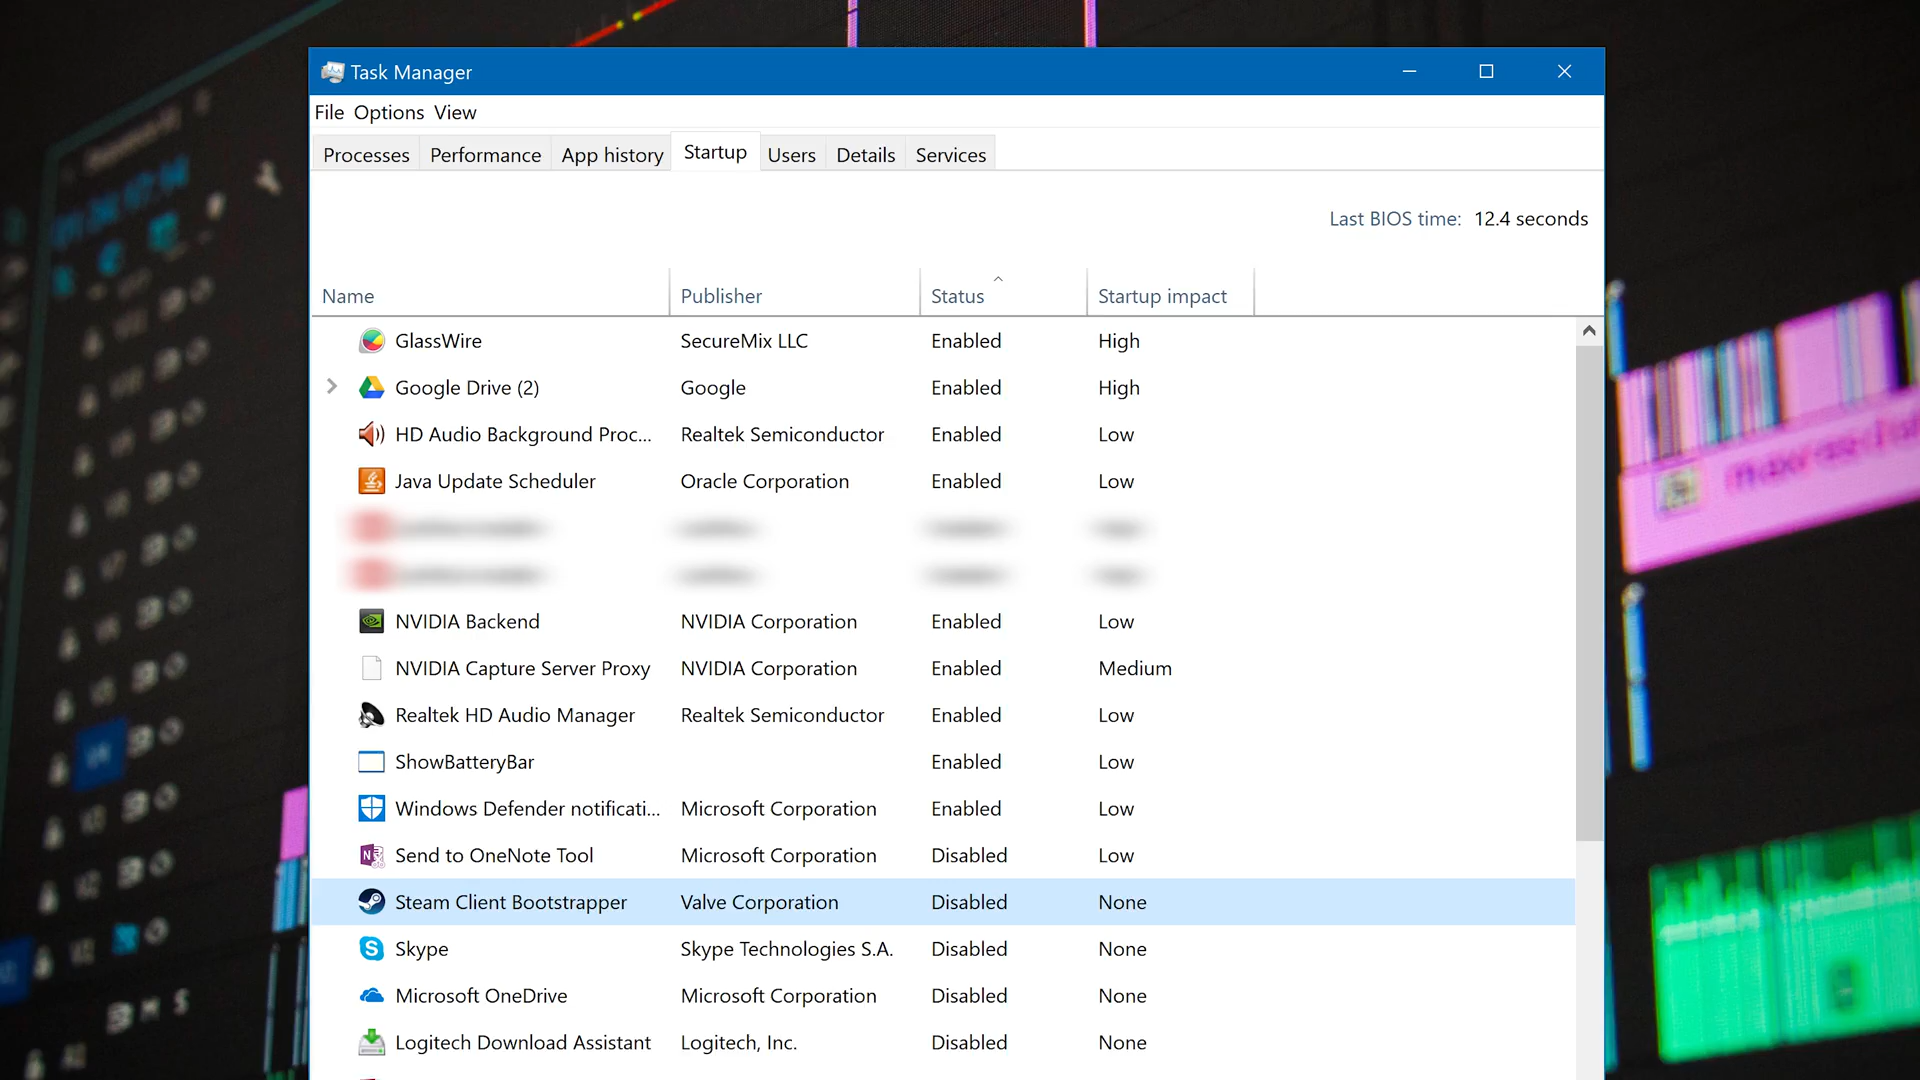 Task Manager
File Options View
Processes Performance App history Startup Users Details Services
Last BIOS time: 12.4 seconds
Name Publisher Status Startup impact
GlassWire SecureMix LLC Enabled High
Google Drive (2) Google Enabled High
HD Audio Background Proc... Realtek Semiconductor Enabled Low
Java Update Scheduler Oracle Corporation Enabled Low
NVIDIA Backend NVIDIA Corporation Enabled Low
NVIDIA Capture Server Proxy NVIDIA Corporation Enabled Medium
Realtek HD Audio Manager Realtek Semiconductor Enabled Low
ShowBatteryBar Enabled Low
Windows Defender notificati... Microsoft Corporation Enabled Low
Send to OneNote Tool Microsoft Corporation Disabled Low
Steam Client Bootstrapper Valve Corporation Disabled None
Skype Skype Technologies S.A. Disabled None
Microsoft OneDrive Microsoft Corporation Disabled None
Logitech Download Assistant Logitech, Inc. Disabled None